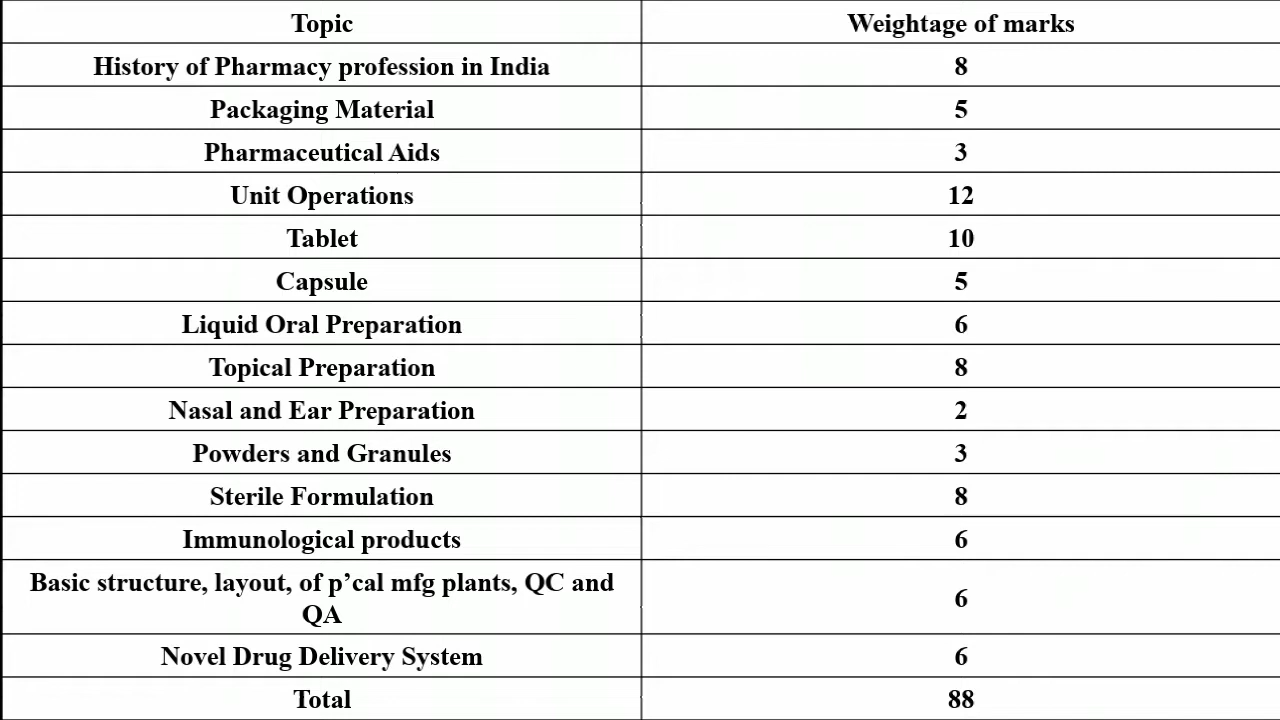 Topic Weightage of marks
History of Pharmacy profession in India 8
Packaging Material 5
Pharmaceutical Aids 3
Unit Operations 12
Tablet 10
Capsule 5
Liquid Oral Preparation 6
Topical Preparation 8
Nasal and Ear Preparation 2
Powders and Granules 3
Sterile Formulation 8
Immunological products 6
Basic structure, layout, of p’cal mfg plants, QC and
QA 6
Novel Drug Delivery System 6
Total 88